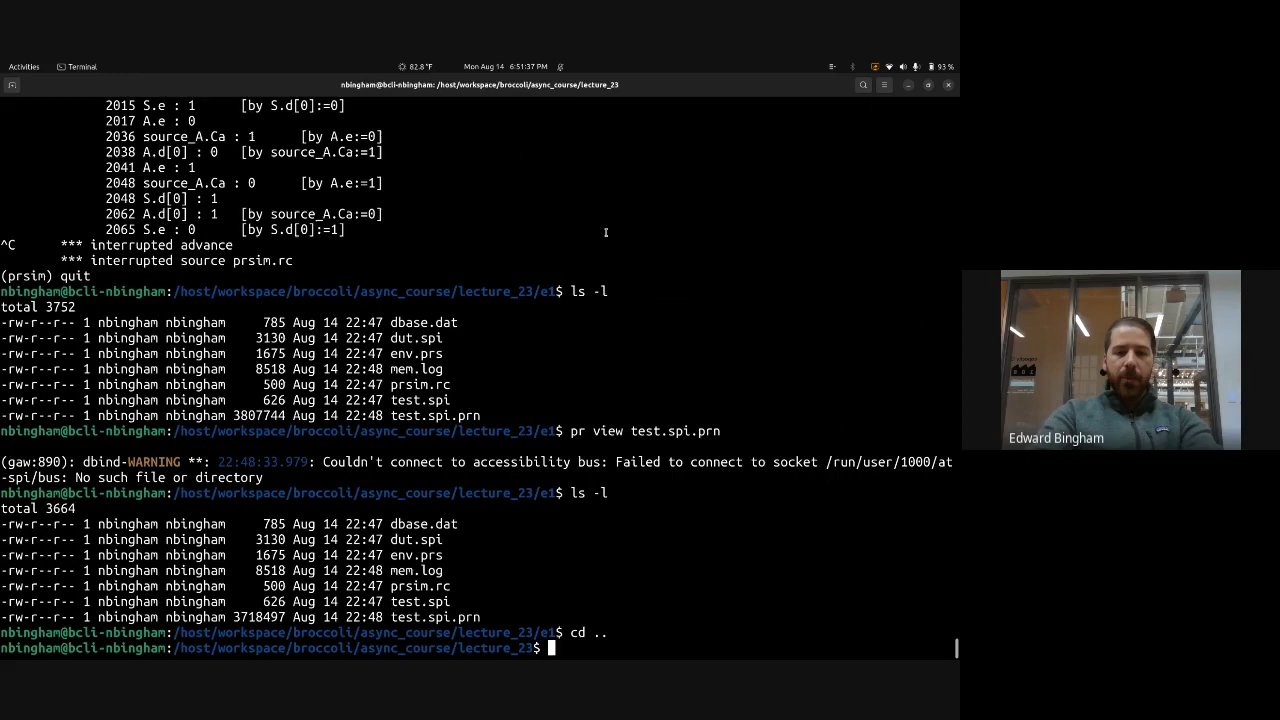 Activities
Terminal
82.8 °F
Mon Aug 14 6:51:37 PM
93 %
nbingham@bcli-nbingham: /host/workspace/broccoli/async_course/lecture_23
2015 S.e : 1 [by S.d[0]:=0]
2017 A.e : 0
2036 source_A.Ca : 1 [by A.e:=0]
2038 A.d[0] : 0 [by source_A.Ca:=1]
2041 A.e : 1
2048 source_A.Ca : 0 [by A.e:=1]
2048 S.d[0] : 1
2062 A.d[0] : 1 [by source_A.Ca:=0]
2065 S.e : 0 [by S.d[0]:=1]
^C *** interrupted advance
*** interrupted source prsim.rc
(prsim) quit
nbingham@bcli-nbingham:/host/workspace/broccoli/async_course/lecture_23/e1$ ls -l
total 3752
-rw-r--r-- 1 nbingham nbingham 785 Aug 14 22:47 dbase.dat
-rw-r--r-- 1 nbingham nbingham 3130 Aug 14 22:47 dut.spi
-rw-r--r-- 1 nbingham nbingham 1675 Aug 14 22:47 env.prs
-rw-r--r-- 1 nbingham nbingham 8518 Aug 14 22:48 mem.log
-rw-r--r-- 1 nbingham nbingham 500 Aug 14 22:47 prsim.rc
-rw-r--r-- 1 nbingham nbingham 626 Aug 14 22:47 test.spi
-rw-r--r-- 1 nbingham nbingham 3807744 Aug 14 22:48 test.spi.prn
nbingham@bcli-nbingham:/host/workspace/broccoli/async_course/lecture_23/e1$ pr view test.spi.prn
(gaw:890): dbind-WARNING **: 22:48:33.979: Couldn't connect to accessibility bus: Failed to connect to socket /run/user/1000/at
-spi/bus: No such file or directory
nbingham@bcli-nbingham:/host/workspace/broccoli/async_course/lecture_23/e1$ ls -l
total 3664
-rw-r--r-- 1 nbingham nbingham 785 Aug 14 22:47 dbase.dat
-rw-r--r-- 1 nbingham nbingham 3130 Aug 14 22:47 dut.spi
-rw-r--r-- 1 nbingham nbingham 1675 Aug 14 22:47 env.prs
-rw-r--r-- 1 nbingham nbingham 8518 Aug 14 22:48 mem.log
-rw-r--r-- 1 nbingham nbingham 500 Aug 14 22:47 prsim.rc
-rw-r--r-- 1 nbingham nbingham 626 Aug 14 22:47 test.spi
-rw-r--r-- 1 nbingham nbingham 3718497 Aug 14 22:48 test.spi.prn
nbingham@bcli-nbingham:/host/workspace/broccoli/async_course/lecture_23/e1$ cd ..
nbingham@bcli-nbingham:/host/workspace/broccoli/async_course/lecture_23$
Edward Bingham